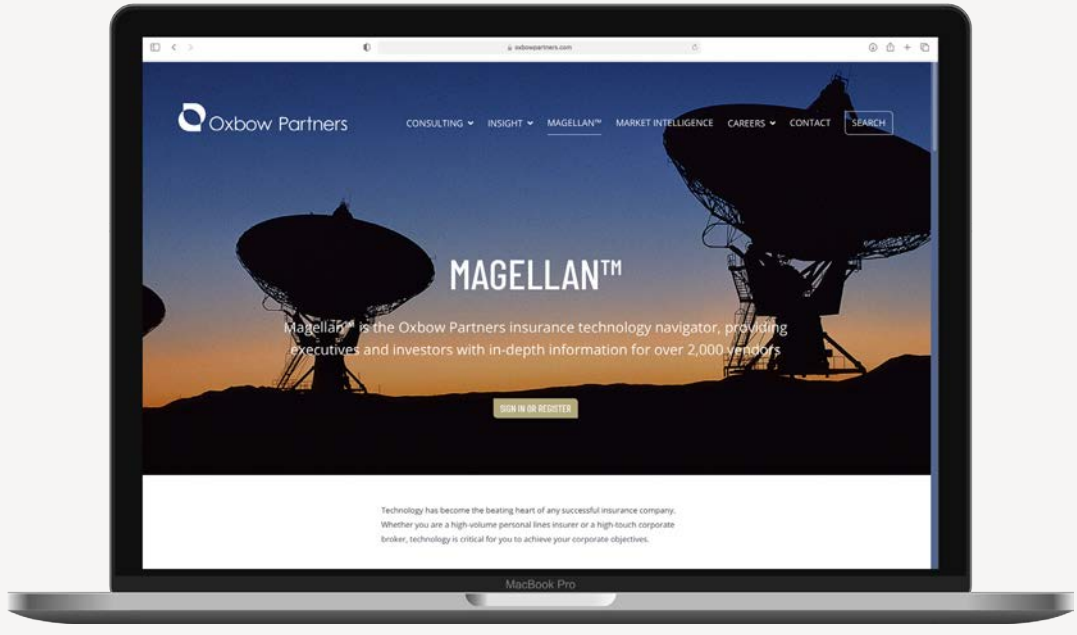 oxbowpartners.com
Oxbow Partners
CONSULTING INSIGHT MAGELLAN™ MARKET INTELLIGENCE CAREERS CONTACT SEARCH
MAGELLAN™
Magellan™ is the Oxbow Partners insurance technology navigator, providing
executives and investors with in-depth information for over 2,000 vendors
SIGN IN OR REGISTER
Technology has become the beating heart of any successful insurance company.
Whether you are a high-volume personal lines insurer or a high-touch corporate
broker, technology is critical for you to achieve your corporate objectives.
MacBook Pro